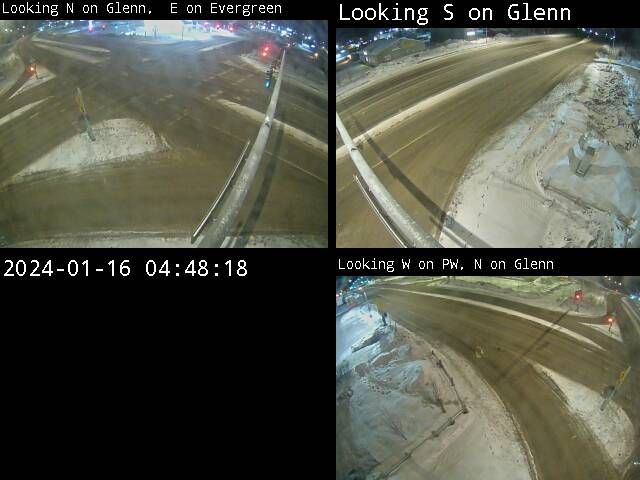 Looking N on Glenn,  E on Evergreen
Looking S on Glenn
2024-01-16 04:48:18
Looking W on PW, N on Glenn